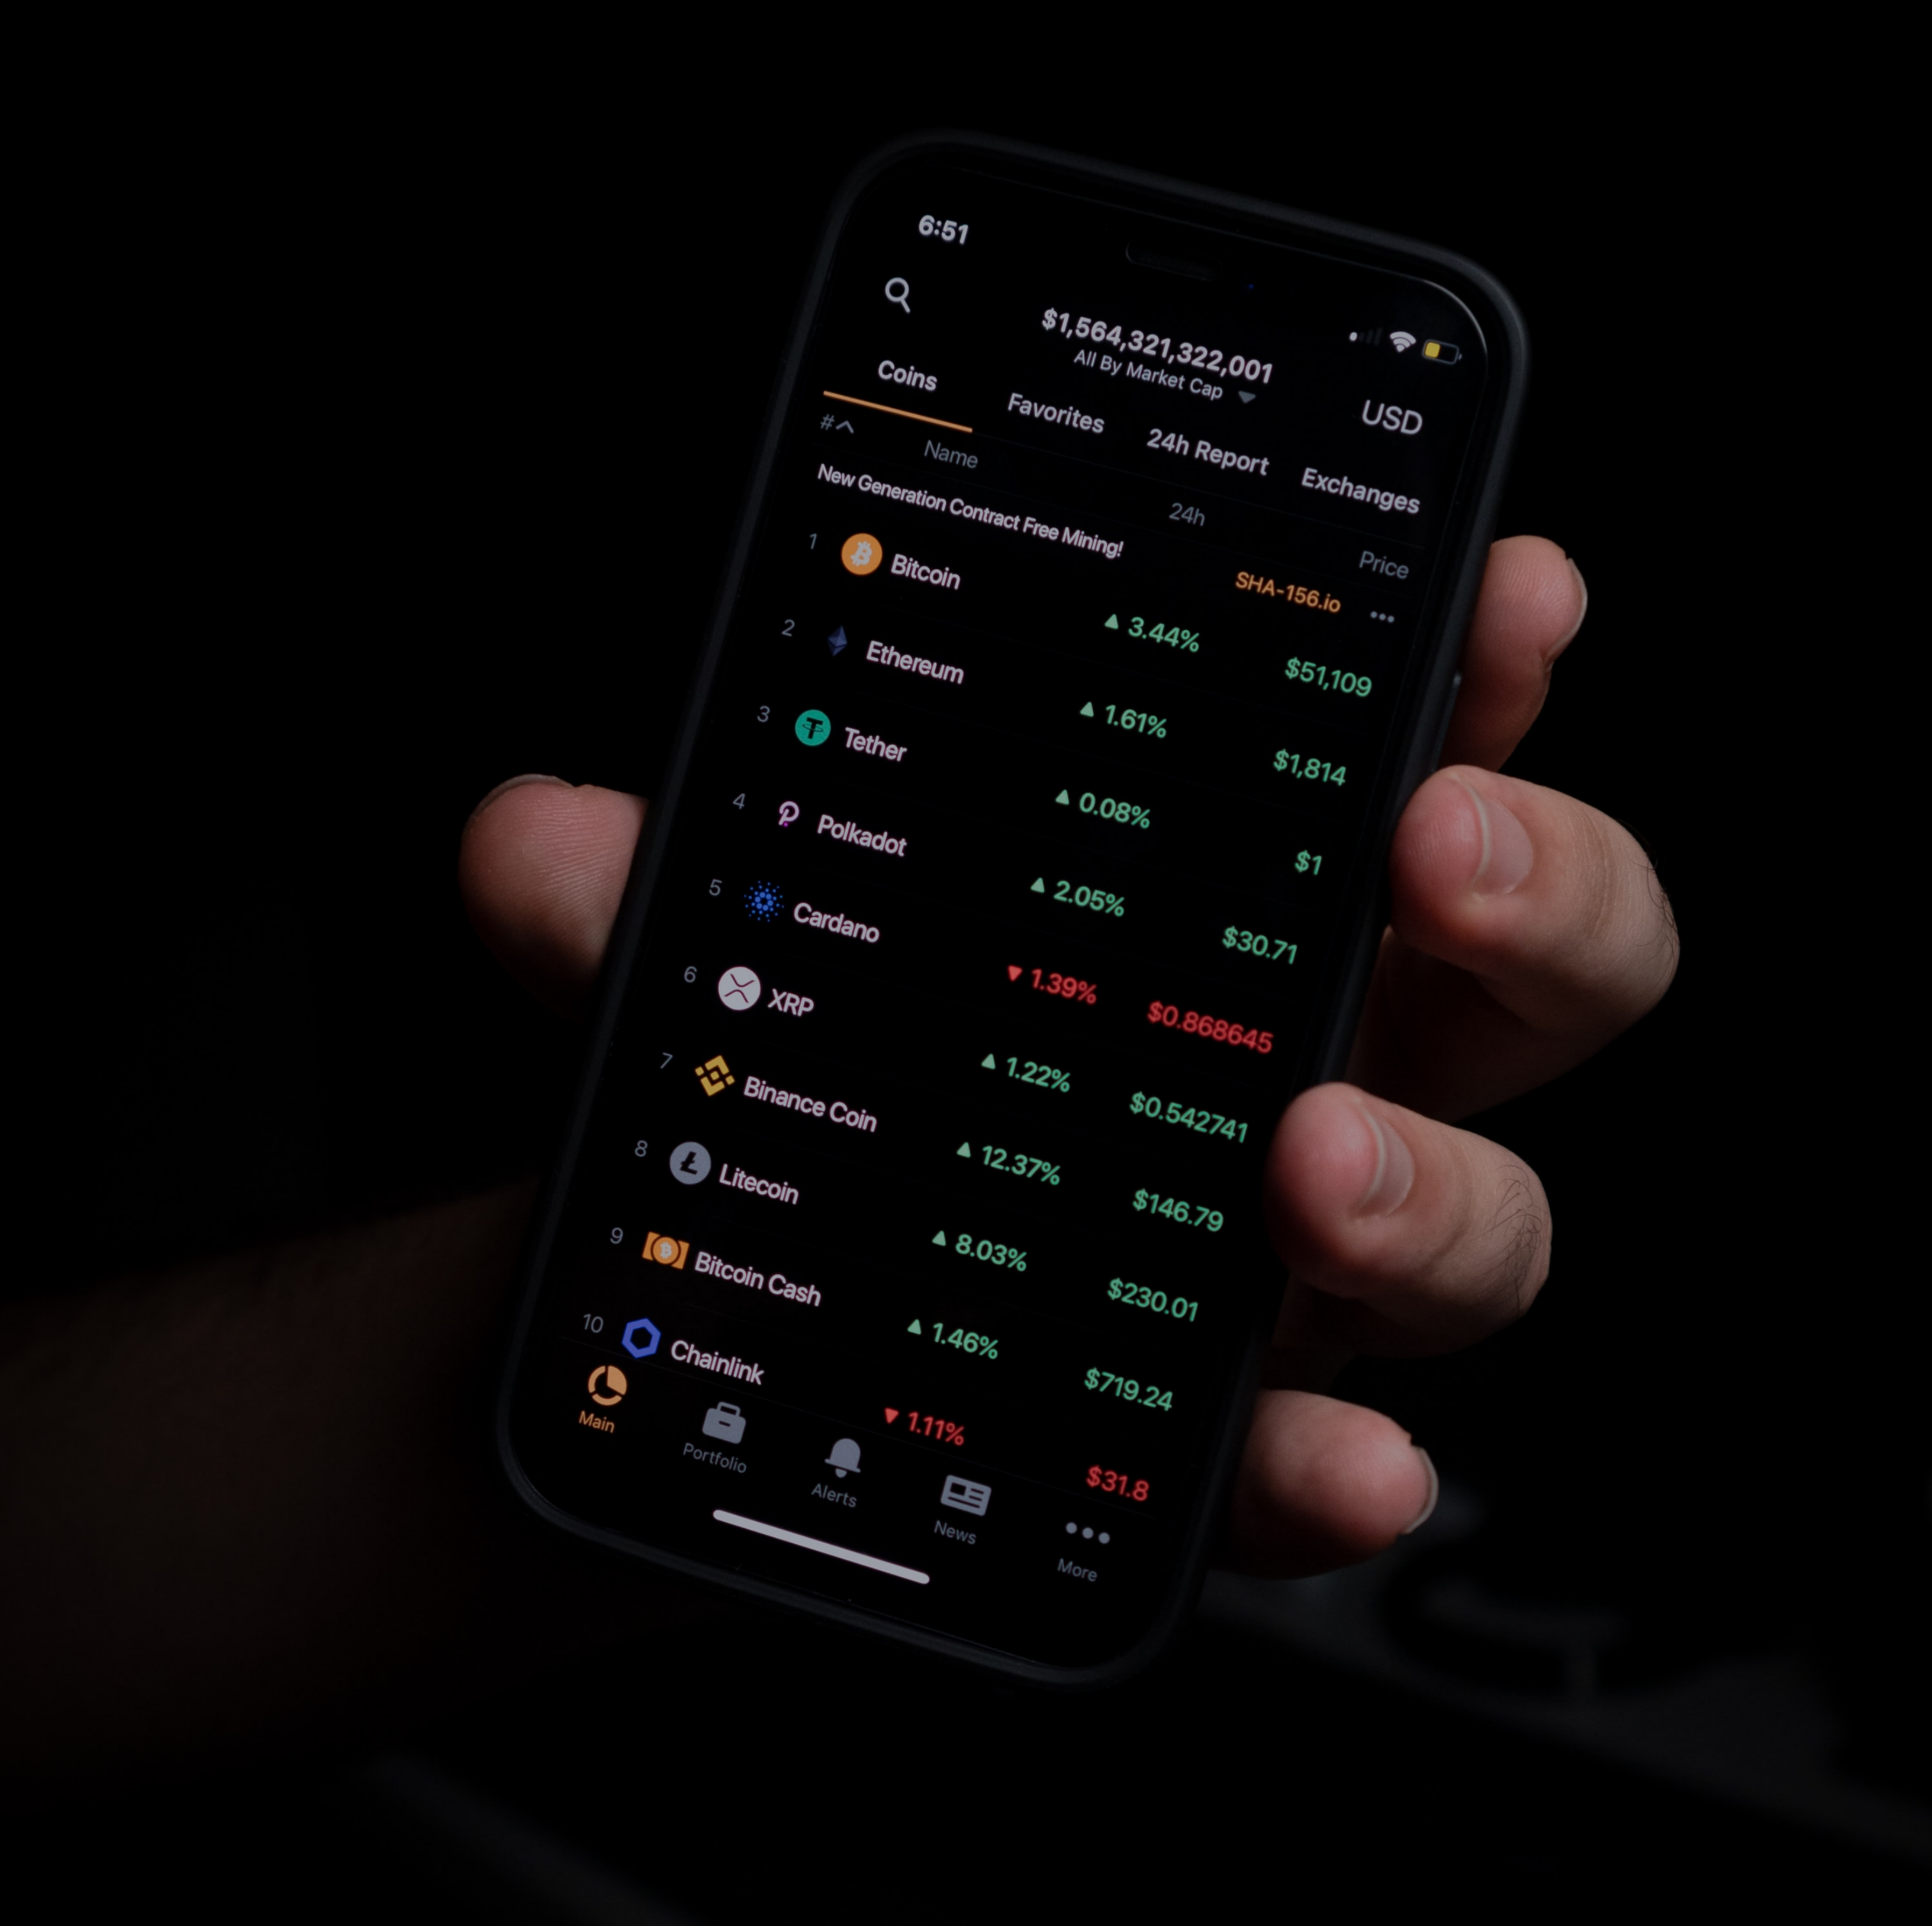 6:51
$1,564,321,322,001
All By Market Cap
USD
Coins Favorites 24h Report Exchanges
# Name 24h Price
New Generation Contract Free Mining! SHA-156.io
1 Bitcoin 3.44% $51,109
2 Ethereum 1.61% $1,814
3 Tether 0.08% $1
4 Polkadot 2.05% $30.71
5 Cardano 1.39% $0.868645
6 XRP 1.22% $0.542741
7 Binance Coin 12.37% $146.79
8 Litecoin 8.03% $230.01
9 Bitcoin Cash 1.46% $719.24
10 Chainlink 1.11% $31.8
Main Portfolio Alerts News More